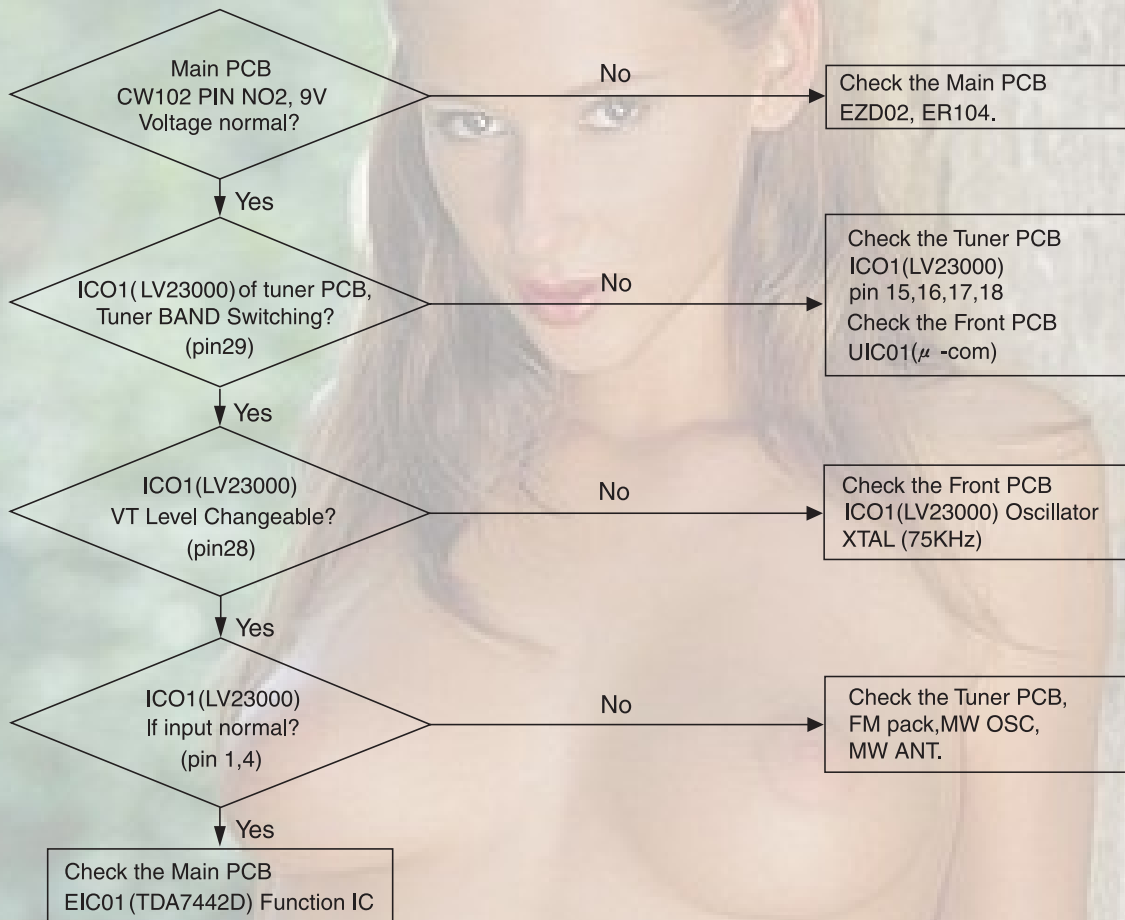 Main PCB
CW102 PIN NO2, 9V
Voltage normal?
No
Check the Main PCB
EZD02, ER104.
Yes
ICO1(LV23000) of tuner PCB,
Tuner BAND Switching?
(pin29)
No
Check the Tuner PCB
ICO1(LV23000)
pin 15,16,17,18
Check the Front PCB
UIC01(μ -com)
Yes
ICO1(LV23000)
VT Level Changeable?
(pin28)
No
Check the Front PCB
ICO1(LV23000) Oscillator
XTAL (75KHz)
Yes
ICO1(LV23000)
If input normal?
(pin 1,4)
No
Check the Tuner PCB,
FM pack,MW OSC,
MW ANT.
Yes
Check the Main PCB
EIC01(TDA7442D) Function IC